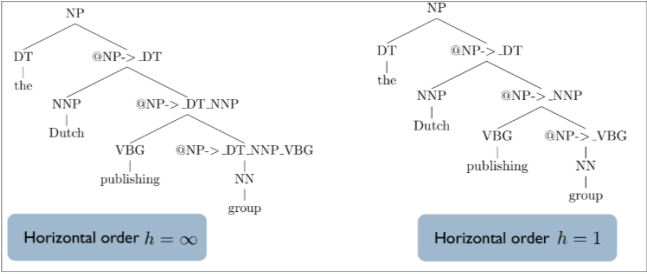 NP
DT @NP->_DT
the
NNP @NP->_DT_NNP
Dutch
VBG @NP->_DT_NNP_VBG
publishing NN
group
Horizontal order h = ∞
NP
DT @NP->_DT
the
NNP @NP->_NNP
Dutch
VBG @NP->_VBG
publishing NN
group
Horizontal order h = 1